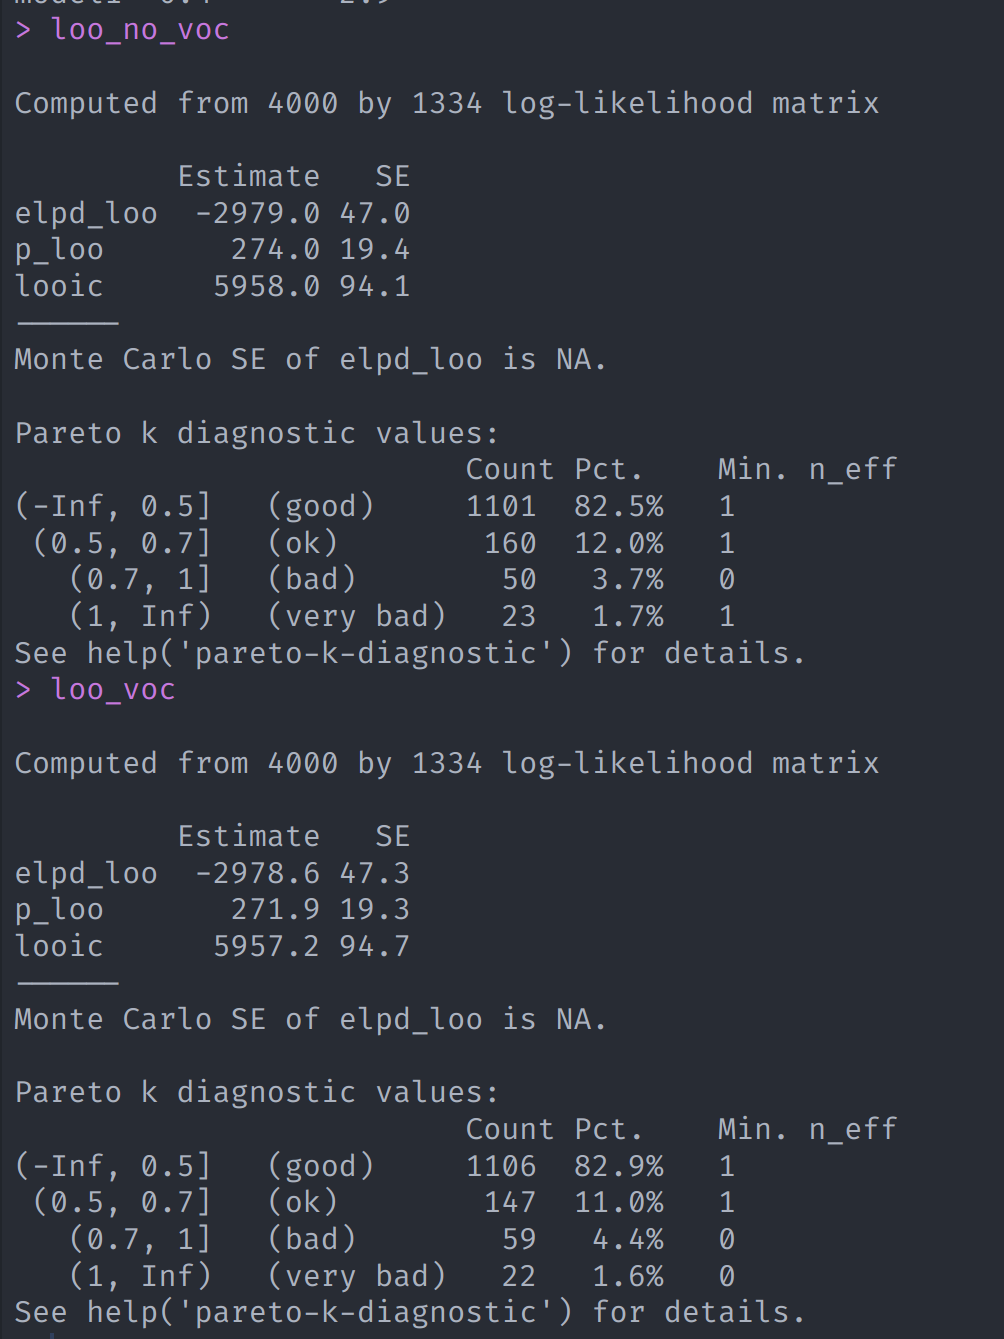 > loo_no_voc
Computed from 4000 by 1334 log-likelihood matrix
Estimate SE
elpd_loo -2979.0 47.0
p_loo 274.0 19.4
looic 5958.0 94.1
------
Monte Carlo SE of elpd_loo is NA.
Pareto k diagnostic values:
Count Pct. Min. n_eff
(-Inf, 0.5] (good) 1101 82.5% 1
(0.5, 0.7] (ok) 160 12.0% 1
(0.7, 1] (bad) 50 3.7% 0
(1, Inf) (very bad) 23 1.7% 1
See help('pareto-k-diagnostic') for details.
> loo_voc
Computed from 4000 by 1334 log-likelihood matrix
Estimate SE
elpd_loo -2978.6 47.3
p_loo 271.9 19.3
looic 5957.2 94.7
------
Monte Carlo SE of elpd_loo is NA.
Pareto k diagnostic values:
Count Pct. Min. n_eff
(-Inf, 0.5] (good) 1106 82.9% 1
(0.5, 0.7] (ok) 147 11.0% 1
(0.7, 1] (bad) 59 4.4% 0
(1, Inf) (very bad) 22 1.6% 0
See help('pareto-k-diagnostic') for details.